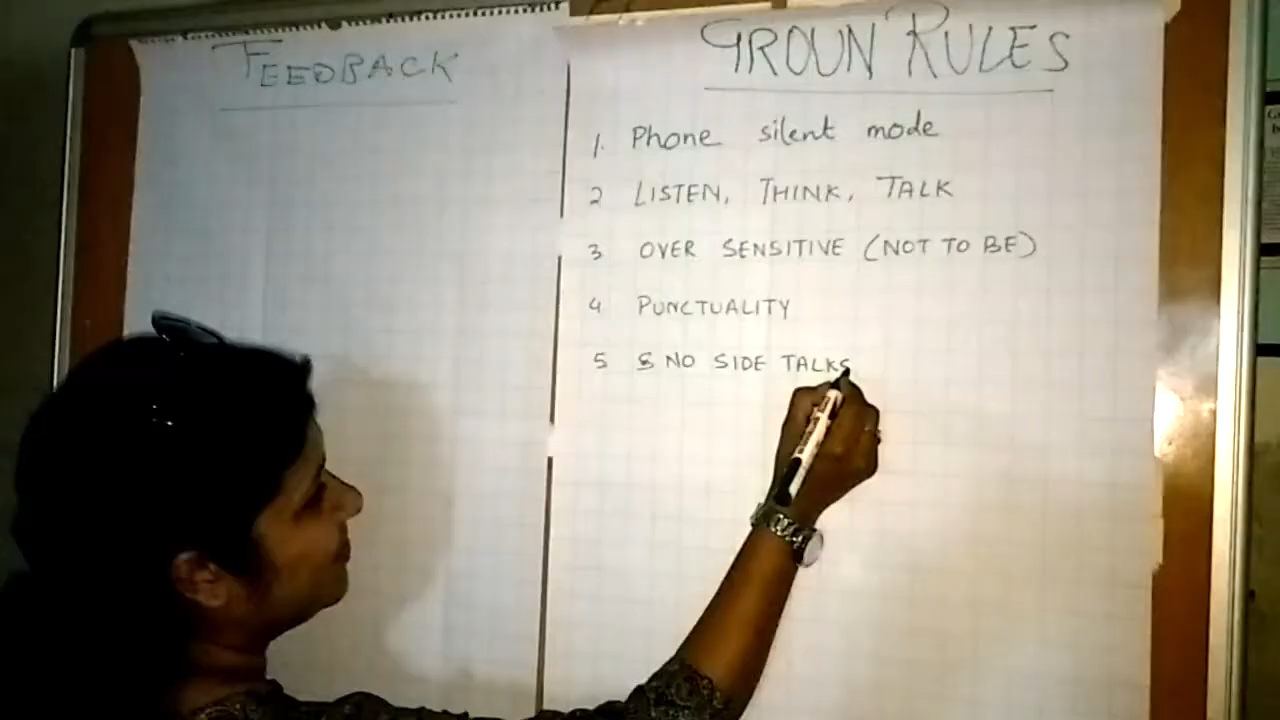 FEEDBACK
GROUN RULES
1. Phone silent mode
2 LISTEN, THINK, TALK
3 OVER SENSITIVE (NOT TO BE)
4 PUNCTUALITY
5 NO SIDE TALKS